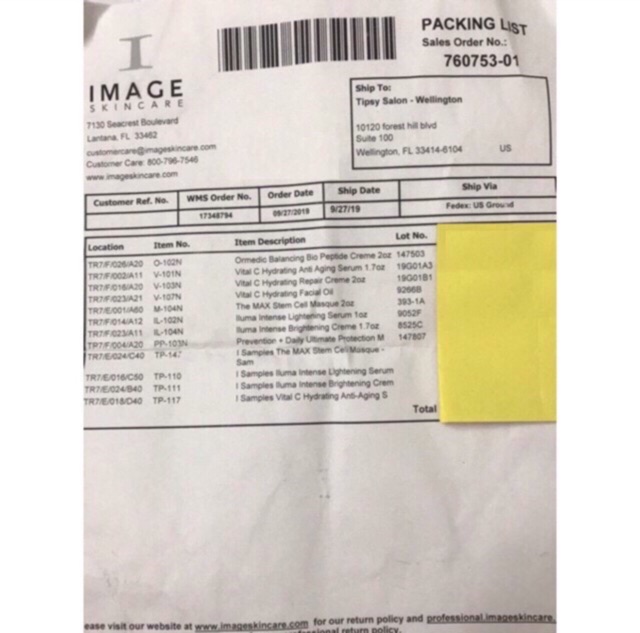 PACKING LIST
Sales Order No.:
760753-01
I
IMAGE
SKINCARE
7130 Seacrest Boulevard
Lantana, FL 33462
customercare@imageskincare.com
Customer Care: 800-796-7546
www.imageskincare.com
Ship To:
Tipsy Salon - Wellington
10120 forest hill blvd
Suite 100
Wellington, FL 33414-6104 US
Customer Ref. No. WMS Order No. Order Date Ship Date Ship Via
17348794 09/27/2019 9/27/19 Fedex: US Ground
Location Item No. Item Description Lot No.
TR7/F/026/A20 O-102N Ormedic Balancing Bio Peptide Creme 2oz 147503
TR7/F/002/A11 V-101N Vital C Hydrating Anti Aging Serum 1.7oz 19G01A3
TR7/F/018/A20 V-103N Vital C Hydrating Repair Creme 2oz 19G01B1
TR7/F/023/A21 V-107N Vital C Hydrating Facial Oil 9266B
TR7/E/001/A60 M-104N The MAX Stem Cell Masque 2oz 393-1A
TR7/F/014/A12 IL-102N Iluma Intense Lightening Serum 1oz 9052F
TR7/F/023/A11 IL-104N Iluma Intense Brightening Creme 1.7oz 8525C
TR7/F/004/A20 PP-103N Prevention + Daily Ultimate Protection M 147807
TR7/E/024/C40 TP-147 I Samples The MAX Stem Cell Masque -
Sam
TR7/E/016/C50 TP-110 I Samples Iluma Intense Lightening Serum
TR7/E/024/B40 TP-111 I Samples Iluma Intense Brightening Crem
TR7/E/018/D40 TP-117 I Samples Vital C Hydrating Anti-Aging S
Total
ease visit our website at www.imageskincare.com for our return policy and professional.imageskincare.
return policy.